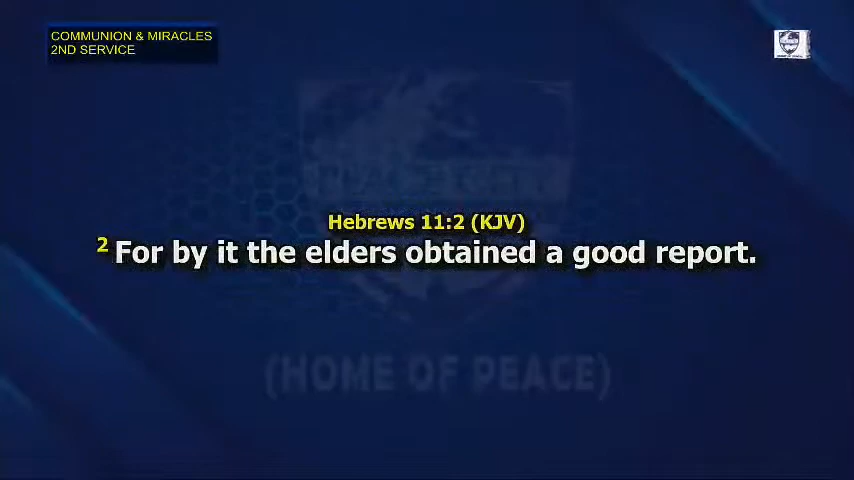 COMMUNION & MIRACLES
2ND SERVICE
Hebrews 11:2 (KJV)
2 For by it the elders obtained a good report.
(HOME OF PEACE)